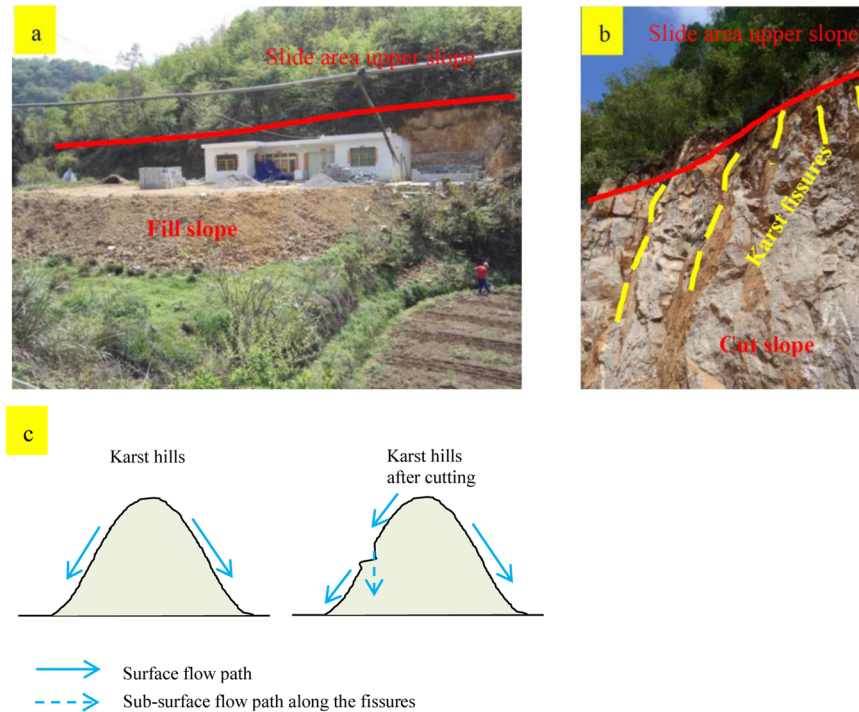 a
Slide area upper slope
Fill slope
b
Slide area upper slope
Karst fissures
Cut slope
c
Karst hills
Karst hills
after cutting
Surface flow path
Sub-surface flow path along the fissures